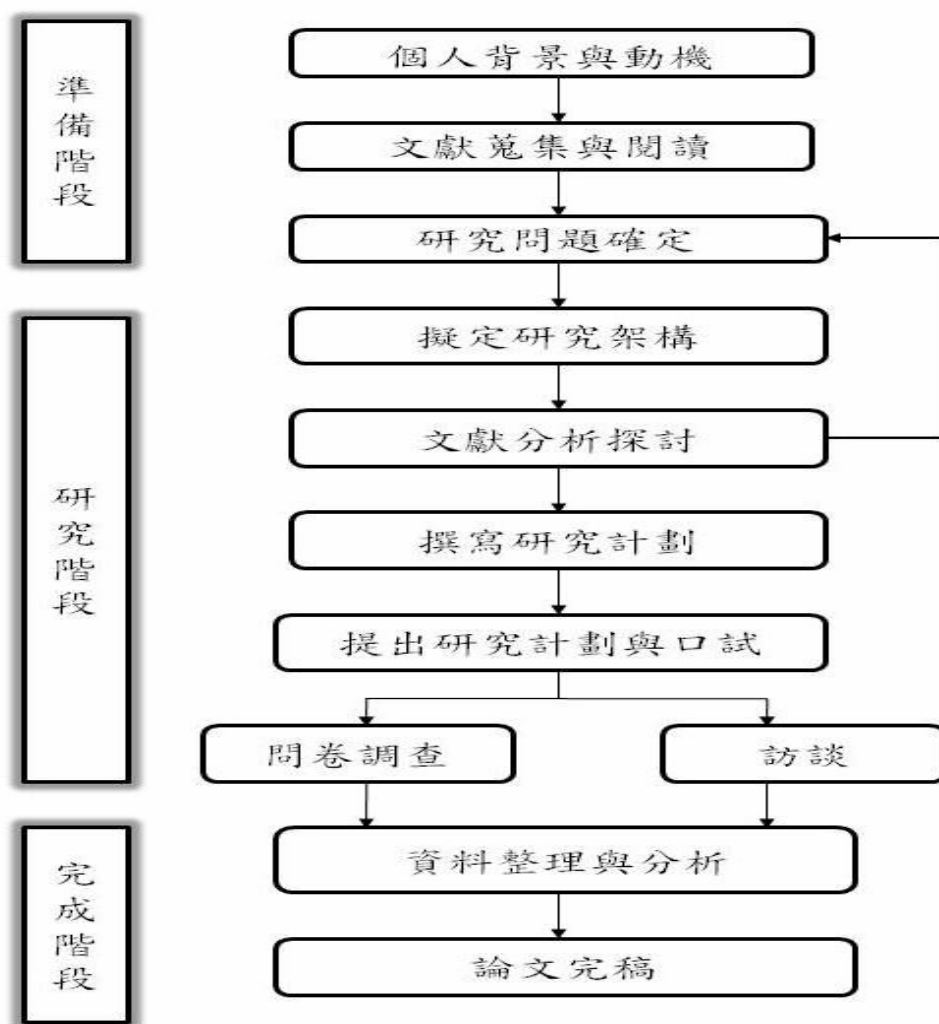 準備階段
個人背景與動機
文獻蒐集與閱讀
研究問題確定
研究階段
擬定研究架構
文獻分析探討
撰寫研究計劃
提出研究計劃與口試
問卷調查
訪談
完成階段
資料整理與分析
論文完稿